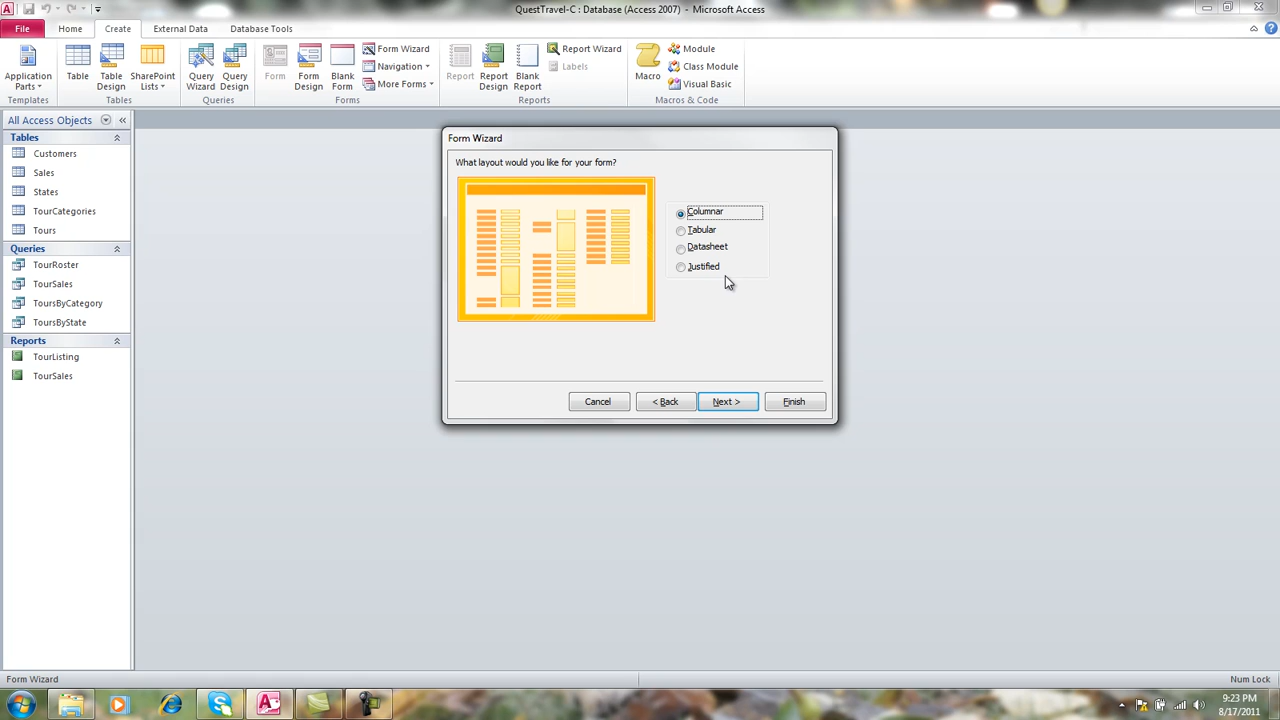 QuestTravel-C : Database (Access 2007) - Microsoft Access
File Home Create External Data Database Tools
Application Parts
Table
Table Design
SharePoint Lists
Query Wizard
Query Design
Form
Form Design
Blank Form
Form Wizard
Navigation
More Forms
Report
Report Design
Blank Report
Report Wizard
Labels
Macro
Module
Class Module
Visual Basic
Templates Tables Queries Forms Reports Macros & Code
All Access Objects
Tables
Customers
Sales
States
TourCategories
Tours
Queries
TourRoster
TourSales
ToursByCategory
ToursByState
Reports
TourListing
TourSales
Form Wizard
What layout would you like for your form?
Columnar
Tabular
Datasheet
Justified
Cancel < Back Next > Finish
Form Wizard
Num Lock
9:23 PM
8/17/2011